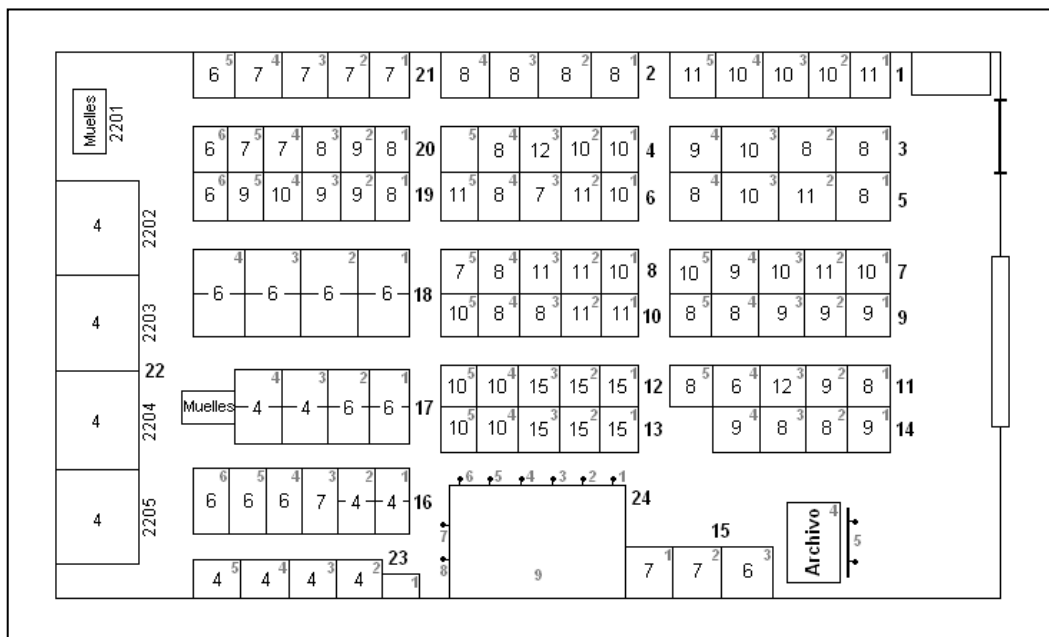 5 4 3 2 1 4 3 2 1 5 4 3 2 1
6 7 7 7 7 21 8 8 8 8 2 11 10 10 10 11 1
Muelles
2201
6 5 4 3 2 1 5 4 3 2 1 4 3 2 1
6 7 7 8 9 8 20 8 12 10 10 4 9 10 8 8 3
6 5 4 3 2 1 5 4 3 2 1 4 3 2 1
6 9 10 9 9 8 19 11 8 7 11 10 6 8 10 11 8 5
4
2202
4 3 2 1 5 4 3 2 1 5 4 3 2 1
7 8 11 11 10 8 10 9 10 11 10 7
6 6 6 6 18
5 4 3 2 1 5 4 3 2 1
10 8 8 11 11 10 8 8 9 9 9 9
4
2203
22
4 3 2 1 5 4 3 2 1 5 4 3 2 1
10 10 15 15 15 12 8 6 12 9 8 11
Muelles 4 4 6 6 17
5 4 3 2 1 4 3 2 1
10 10 15 15 15 13 9 8 8 9 14
4
2204
6 5 4 3 2 1 6 5 4 3 2 1
6 6 6 7 4 4 16 24
4
2205
7
8
9
23
5 4 3 2 1
4 4 4 4
15
1 2 3
7 7 6
Archivo
4
5